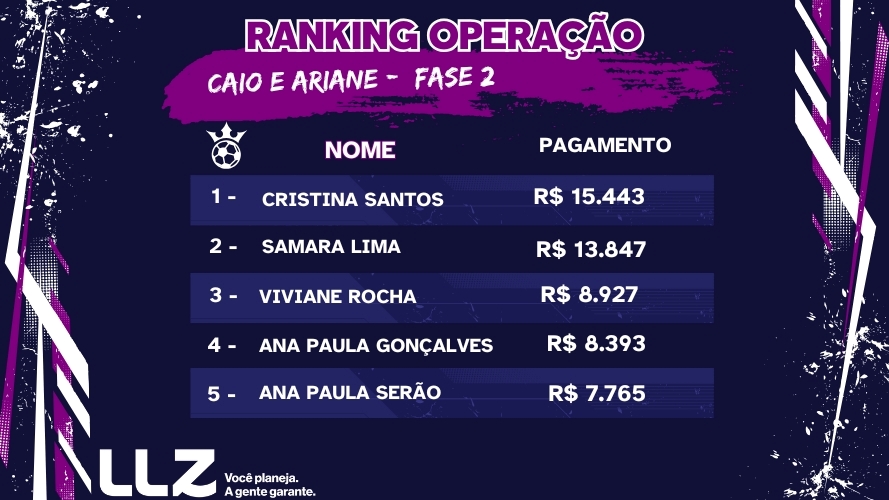 RANKING OPERAÇÃO
CAIO E ARIANE - FASE 2
NOME PAGAMENTO
1 - CRISTINA SANTOS R$ 15.443
2 - SAMARA LIMA R$ 13.847
3 - VIVIANE ROCHA R$ 8.927
4 - ANA PAULA GONÇALVES R$ 8.393
5 - ANA PAULA SERÃO R$ 7.765
LLZ
Você planeja.
A gente garante.